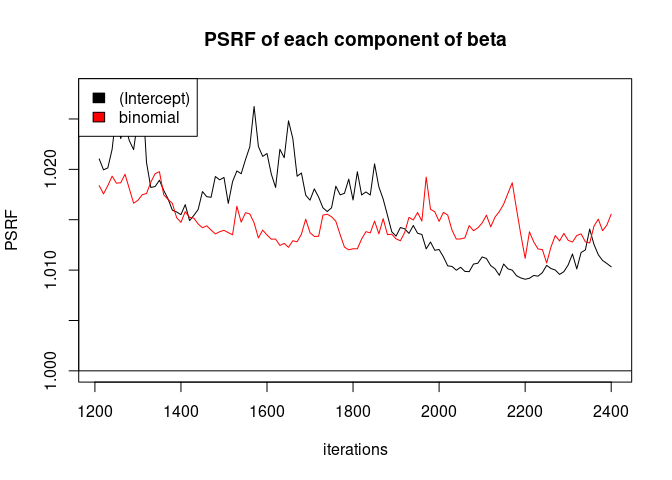 PSRF of each component of beta
(Intercept)
binomial
PSRF
1.020
1.010
1.000
1200 1400 1600 1800 2000 2200 2400
iterations